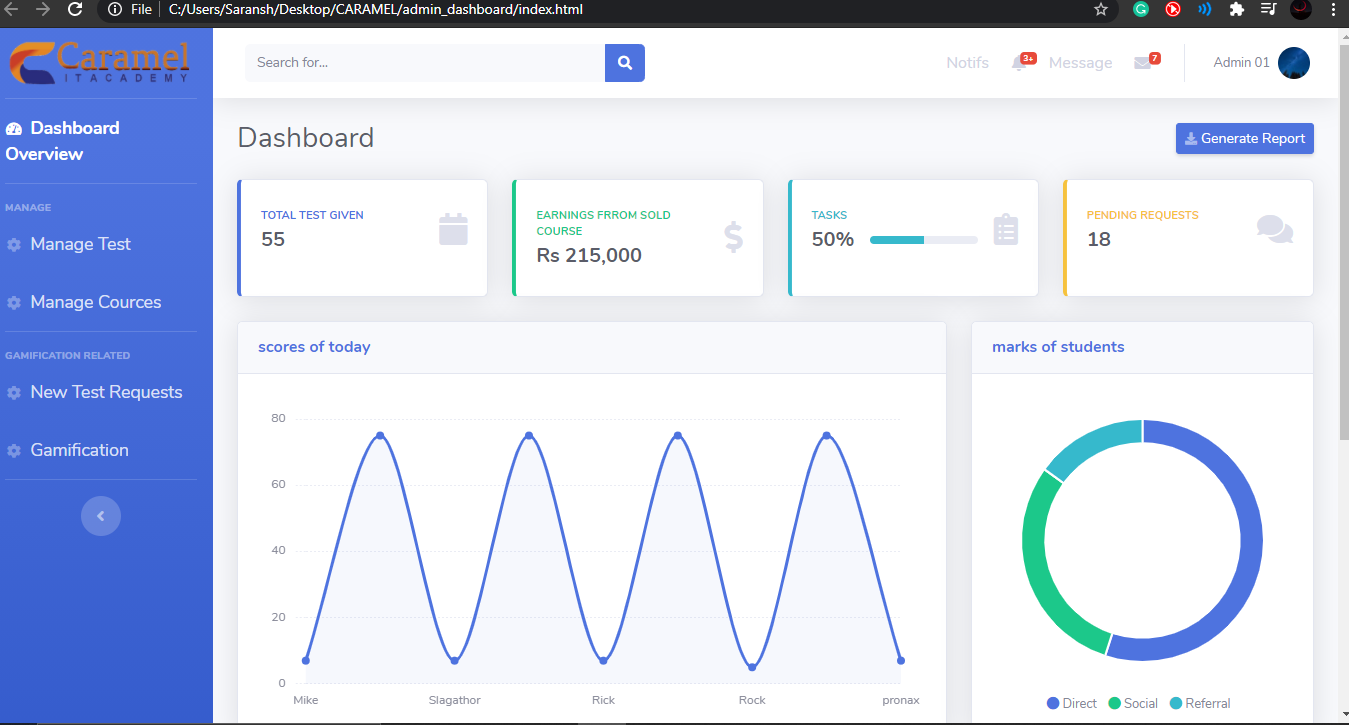 File
C:/Users/Saransh/Desktop/CARAMEL/admin_dashboard/index.html
Caramel
ITACADEMY
Search for...
Notifs
3+
Message
7
Admin 01
Dashboard
Overview
MANAGE
Manage Test
Manage Cources
GAMIFICATION RELATED
New Test Requests
Gamification
Dashboard
Generate Report
TOTAL TEST GIVEN
55
EARNINGS FRROM SOLD
COURSE
Rs 215,000
TASKS
50%
PENDING REQUESTS
18
scores of today
80
60
40
20
0
Mike
Slagathor
Rick
Rock
pronax
marks of students
Direct
Social
Referral